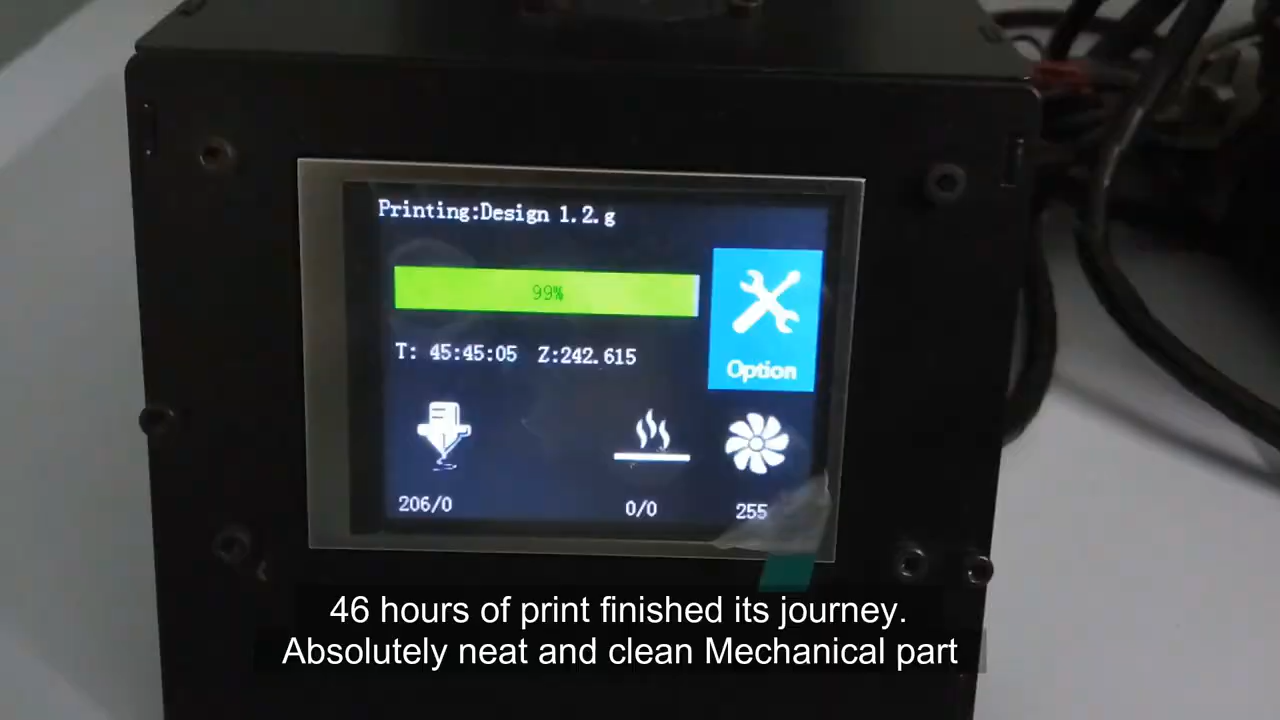 Printing:Design 1.2.g
99%
T: 45:45:05 Z:242.615
Option
206/0 0/0 255
46 hours of print finished its journey.
Absolutely neat and clean Mechanical part